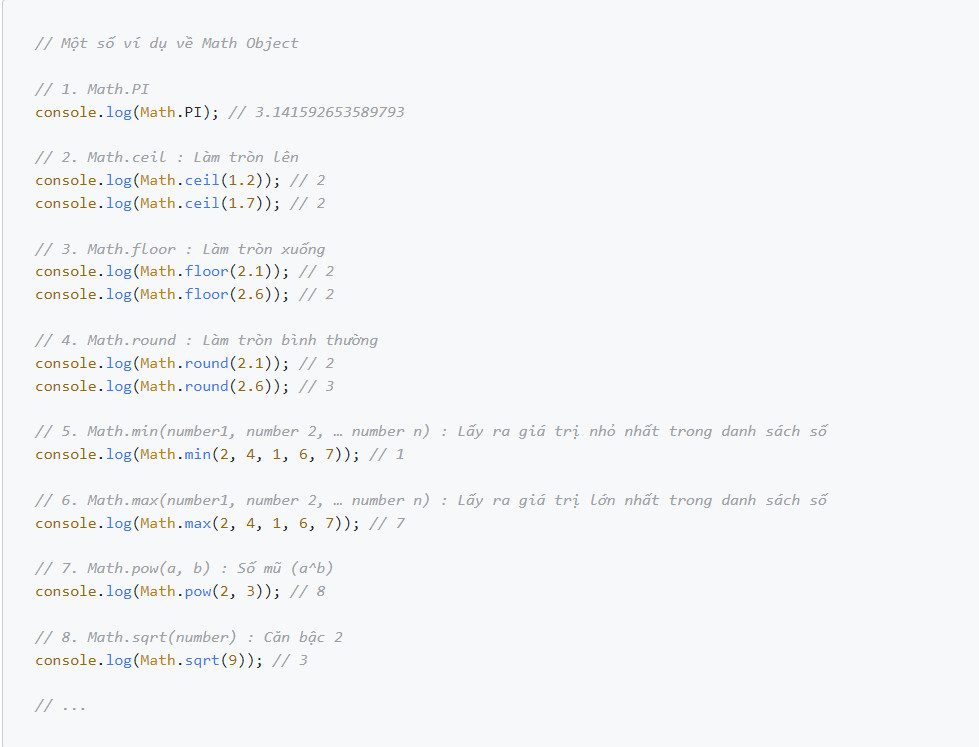 // Một số ví dụ về Math Object
// 1. Math.PI
console.log(Math.PI); // 3.141592653589793
// 2. Math.ceil : Làm tròn lên
console.log(Math.ceil(1.2)); // 2
console.log(Math.ceil(1.7)); // 2
// 3. Math.floor : Làm tròn xuống
console.log(Math.floor(2.1)); // 2
console.log(Math.floor(2.6)); // 2
// 4. Math.round : Làm tròn bình thường
console.log(Math.round(2.1)); // 2
console.log(Math.round(2.6)); // 3
// 5. Math.min(number1, number 2, … number n) : Lấy ra giá trị nhỏ nhất trong danh sách số
console.log(Math.min(2, 4, 1, 6, 7)); // 1
// 6. Math.max(number1, number 2, … number n) : Lấy ra giá trị lớn nhất trong danh sách số
console.log(Math.max(2, 4, 1, 6, 7)); // 7
// 7. Math.pow(a, b) : Số mũ (a^b)
console.log(Math.pow(2, 3)); // 8
// 8. Math.sqrt(number) : Căn bậc 2
console.log(Math.sqrt(9)); // 3
// ...